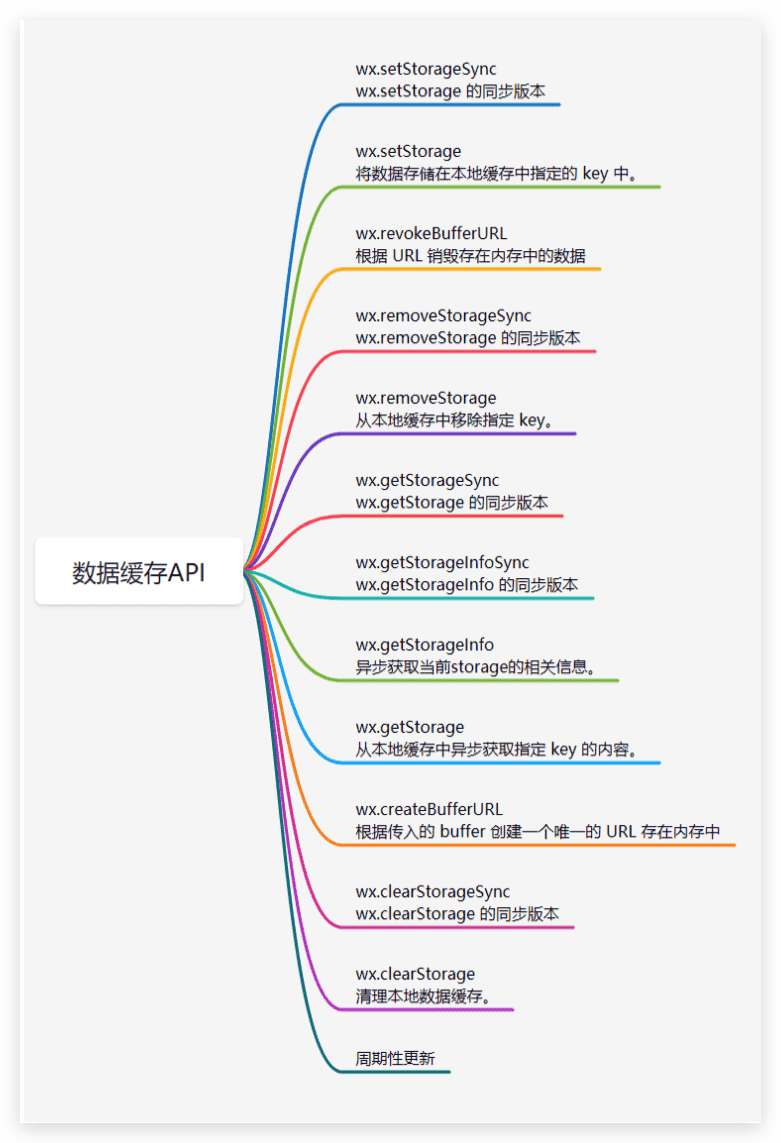 wx.setStorageSync
wx.setStorage 的同步版本
wx.setStorage
将数据存储在本地缓存中指定的 key 中。
wx.revokeBufferURL
根据 URL 销毁存在内存中的数据
wx.removeStorageSync
wx.removeStorage 的同步版本
wx.removeStorage
从本地缓存中移除指定 key。
wx.getStorageSync
wx.getStorage 的同步版本
数据缓存API
wx.getStorageInfoSync
wx.getStorageInfo 的同步版本
wx.getStorageInfo
异步获取当前storage的相关信息。
wx.getStorage
从本地缓存中异步获取指定 key 的内容。
wx.createBufferURL
根据传入的 buffer 创建一个唯一的 URL 存在内存中
wx.clearStorageSync
wx.clearStorage 的同步版本
wx.clearStorage
清理本地数据缓存。
周期性更新